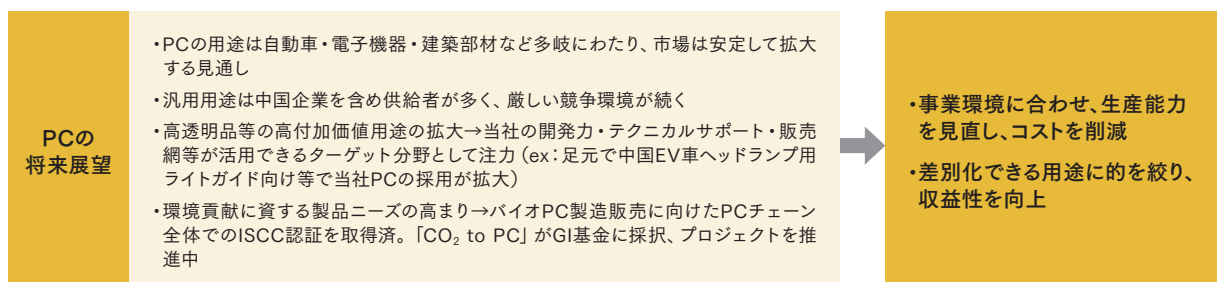 PCの
将来展望
・PCの用途は自動車・電子機器・建築部材など多岐にわたり、市場は安定して拡大
する見通し
・汎用用途は中国企業を含め供給者が多く、厳しい競争環境が続く
・高透明品等の高付加価値用途の拡大→当社の開発力・テクニカルサポート・販売
網等が活用できるターゲット分野として注力（ex：足元で中国EV車ヘッドランプ用
ライトガイド向け等で当社PCの採用が拡大）
・環境貢献に資する製品ニーズの高まり→バイオPC製造販売に向けたPCチェーン
全体でのISCC認証を取得済。「CO₂ to PC」がGI基金に採択、プロジェクトを推
進中
・事業環境に合わせ、生産能力
を見直し、コストを削減
・差別化できる用途に的を絞り、
収益性を向上